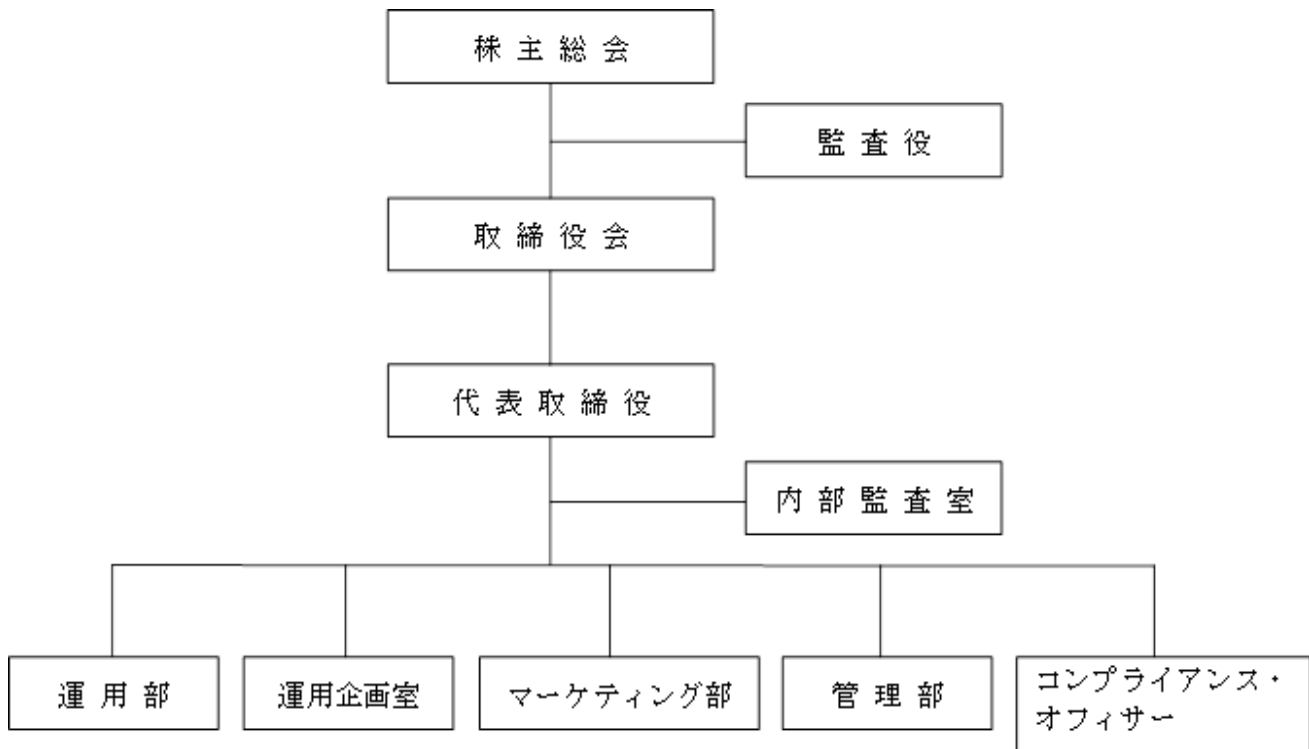 株主総会
監査役
取締役会
代表取締役
内部監査室
運用部
運用企画室
マーケティング部
管理部
コンプライアンス・
オフィサー